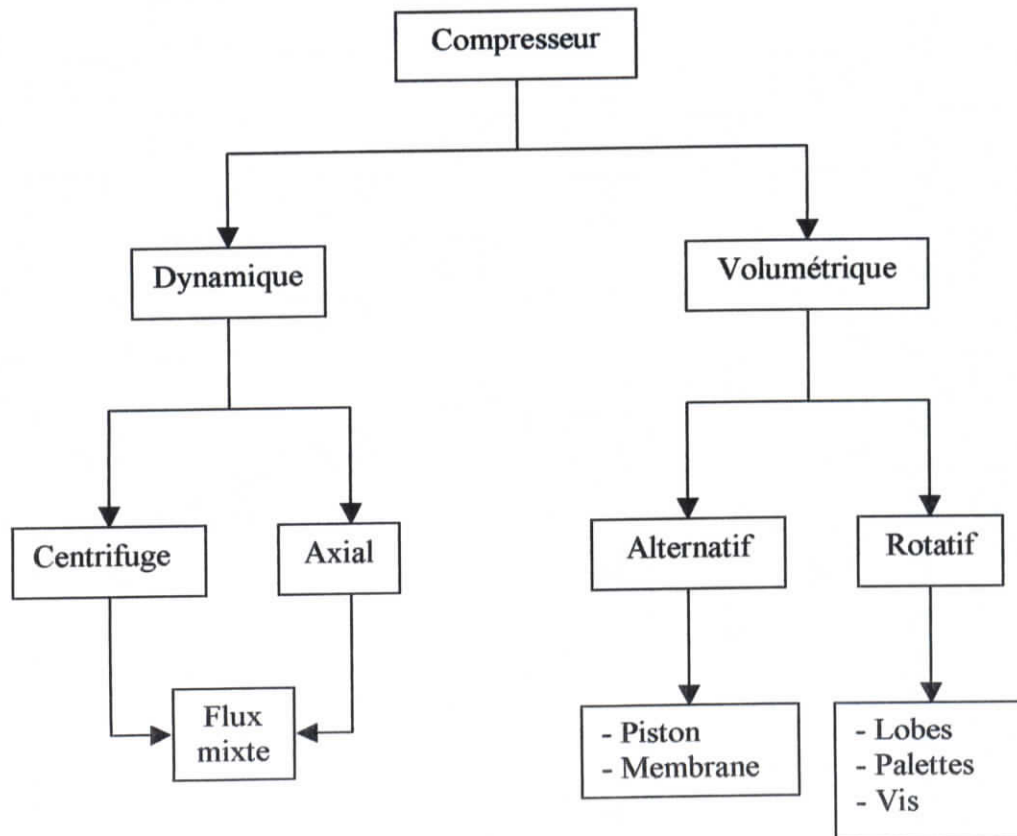 Compresseur
Dynamique
Volumétrique
Centrifuge
Axial
Alternatif
Rotatif
Flux
mixte
- Piston
- Membrane
- Lobes
- Palettes
- Vis